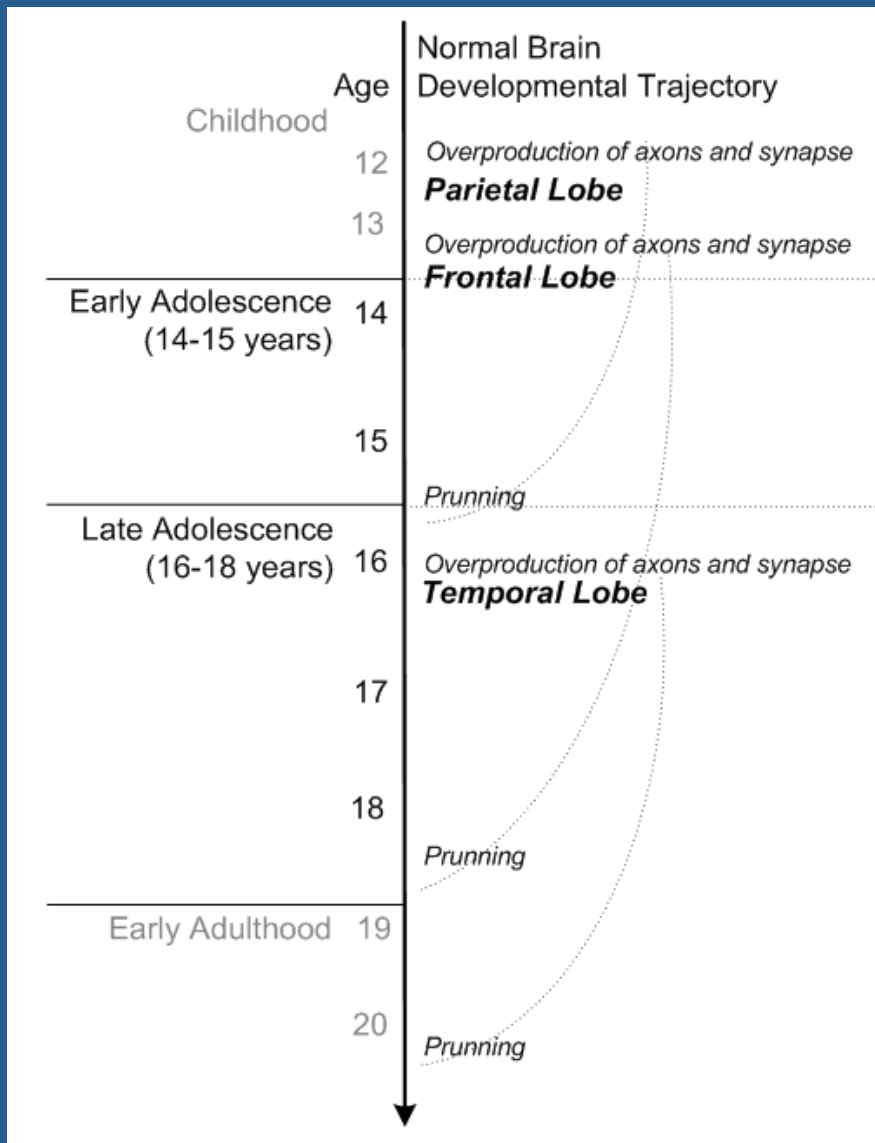 Normal Brain
Age Developmental Trajectory
Childhood
12 Overproduction of axons and synapse
Parietal Lobe
13
Overproduction of axons and synapse
Frontal Lobe
Early Adolescence 14
(14-15 years)
15
Prunning
Late Adolescence
(16-18 years) 16 Overproduction of axons and synapse
Temporal Lobe
17
18
Prunning
Early Adulthood 19
20
Prunning